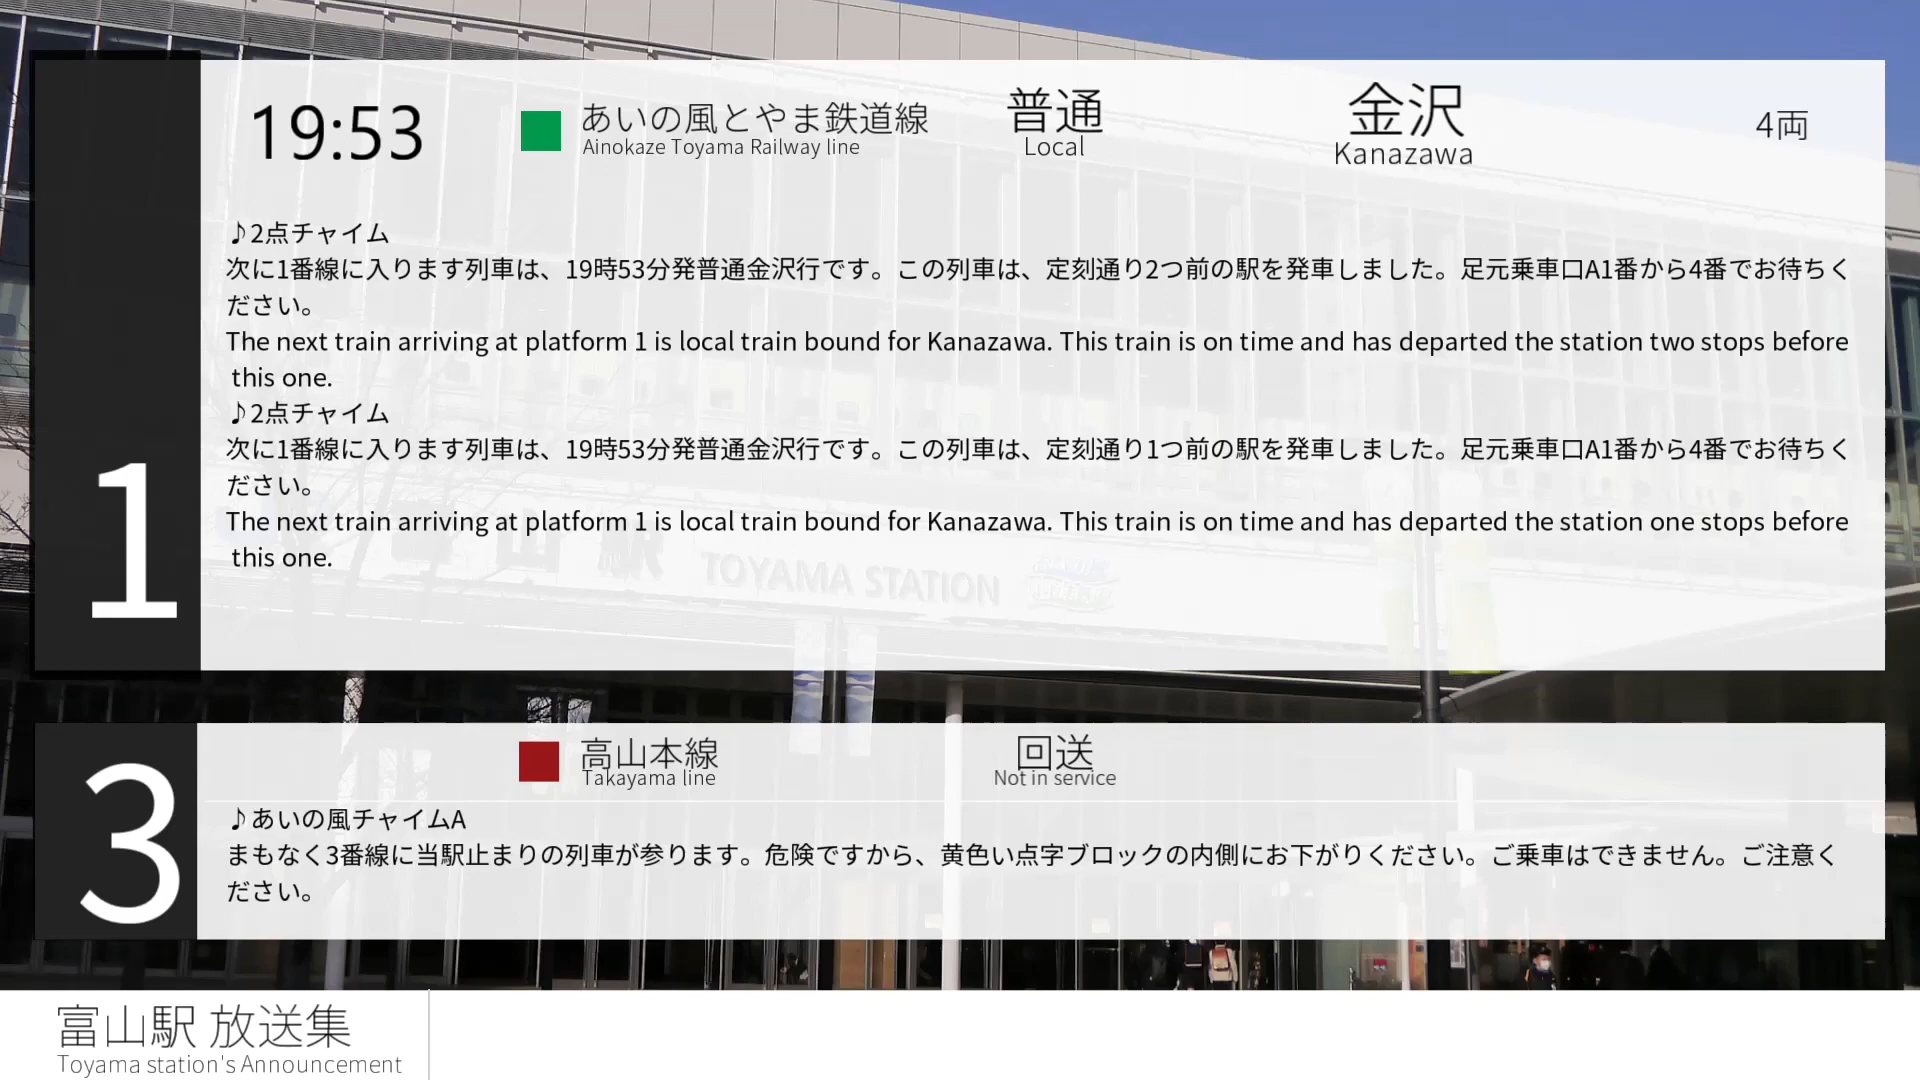 19:53
あいの風とやま鉄道線
Ainokaze Toyama Railway line
普通
Local
金沢
Kanazawa
4両
1
♪2点チャイム
次に1番線に入ります列車は、19時53分発普通金沢行です。この列車は、定刻通り2つ前の駅を発車しました。足元乗車口A1番から4番でお待ちく
ださい。
The next train arriving at platform 1 is local train bound for Kanazawa. This train is on time and has departed the station two stops before
this one.
♪2点チャイム
次に1番線に入ります列車は、19時53分発普通金沢行です。この列車は、定刻通り1つ前の駅を発車しました。足元乗車口A1番から4番でお待ちく
ださい。
The next train arriving at platform 1 is local train bound for Kanazawa. This train is on time and has departed the station one stops before
this one.
山 駅 TOYAMA STATION
3
高山本線
Takayama line
回送
Not in service
♪あいの風チャイムA
まもなく3番線に当駅止まりの列車が参ります。危険ですから、黄色い点字ブロックの内側にお下がりください。ご乗車はできません。ご注意く
ださい。
富山駅 放送集
Toyama station's Announcement